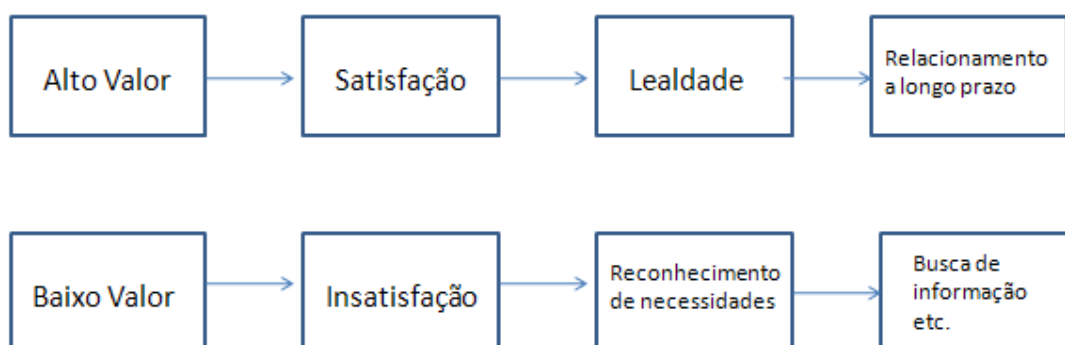 Alto Valor
Satisfação
Lealdade
Relacionamento
a longo prazo
Baixo Valor
Insatisfação
Reconhecimento
de necessidades
Busca de
informação
etc.